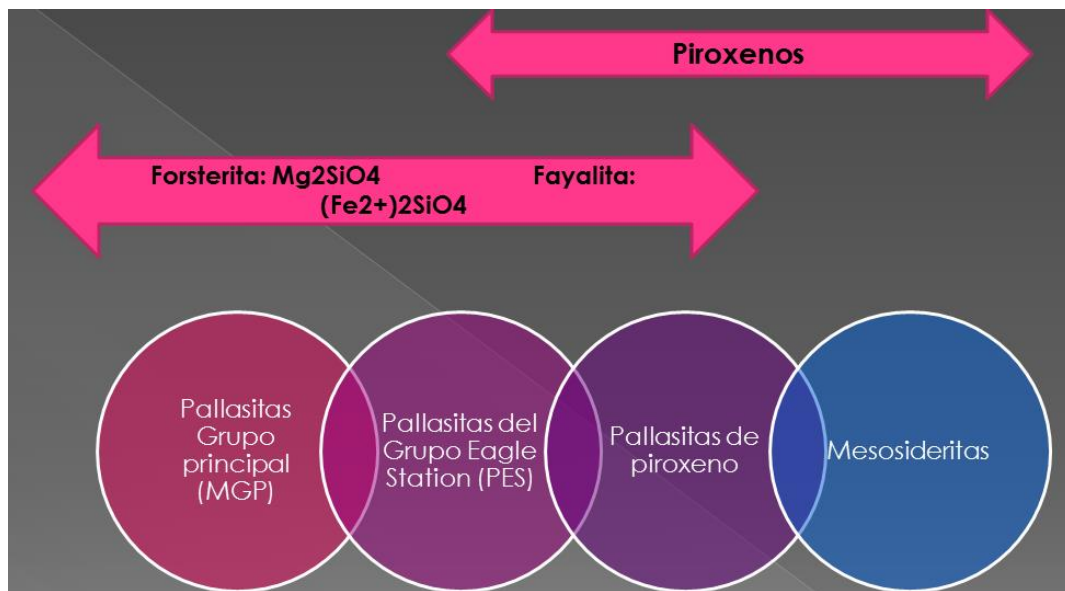 Piroxenos
Forsterita: Mg2SiO4 Fayalita:
(Fe2+)2SiO4
Pallasitas
Grupo
principal
(MGP)
Pallasitas del
Grupo Eagle
Station (PES)
Pallasitas de
piroxeno
Mesosideritas